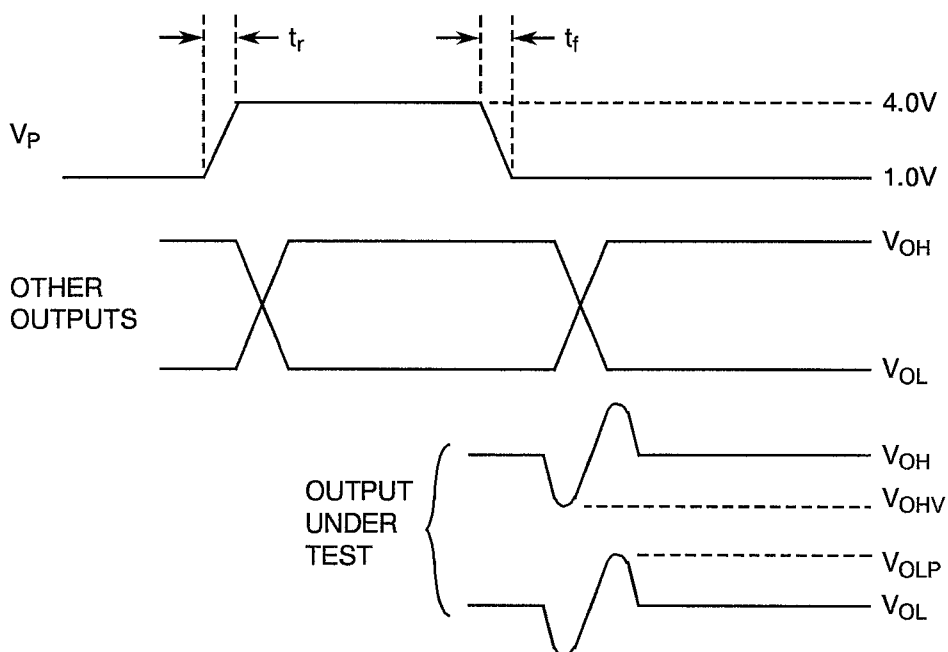 t_r
t_f
V_P
4.0V
1.0V
OTHER
OUTPUTS
V_OH
V_OL
OUTPUT
UNDER
TEST
V_OH
V_OHV
V_OLP
V_OL